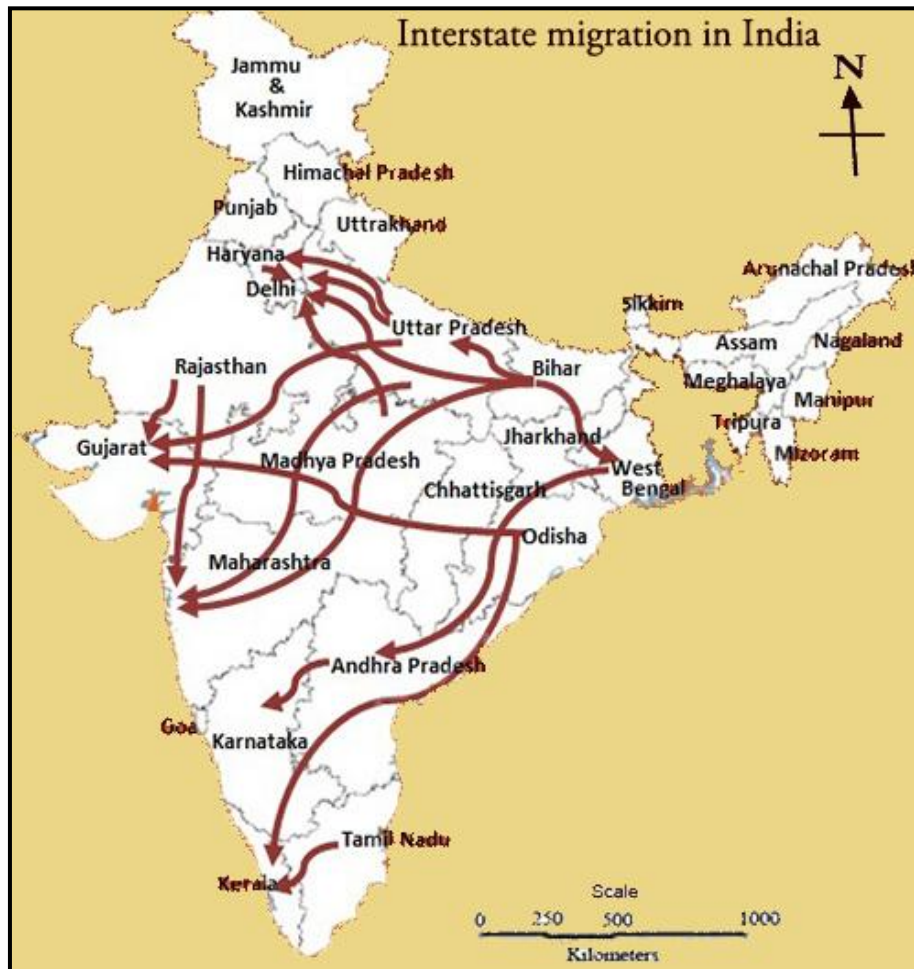 Interstate migration in India
N
Jammu
&
Kashmir
Himachal Pradesh
Punjab
Uttrakhand
Haryana
Delhi
Arunachal Pradesh
Sikkim
Uttar Pradesh
Assam
Nagaland
Rajasthan
Bihar
Meghalaya
Manipur
Tripura
Jharkhand
Gujarat
Mizoram
Madhya Pradesh
West
Bengal
Chhattisgarh
Odisha
Maharashtra
Andhra Pradesh
Goa
Karnataka
Tamil Nadu
Kerala
Scale
0 250 500 1000
Kilometers